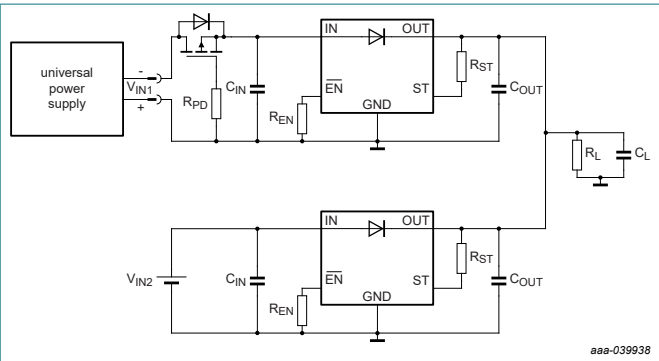 universal
power
supply
-
VIN1
+
RPD
CIN
REN
IN
OUT
EN
ST
GND
RST
COUT
RL
CL
VIN2
CIN
REN
IN
OUT
EN
ST
GND
RST
COUT
aaa-039938